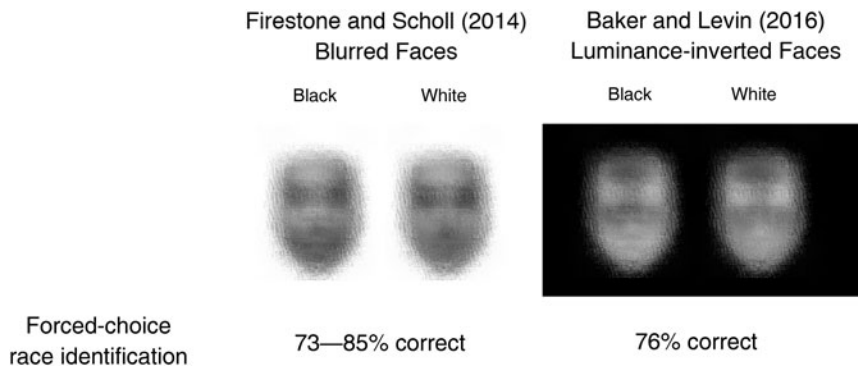 Firestone and Scholl (2014)
Blurred Faces
Black
White
Baker and Levin (2016)
Luminance-inverted Faces
Black
White
Forced-choice
race identification
73—85% correct
76% correct